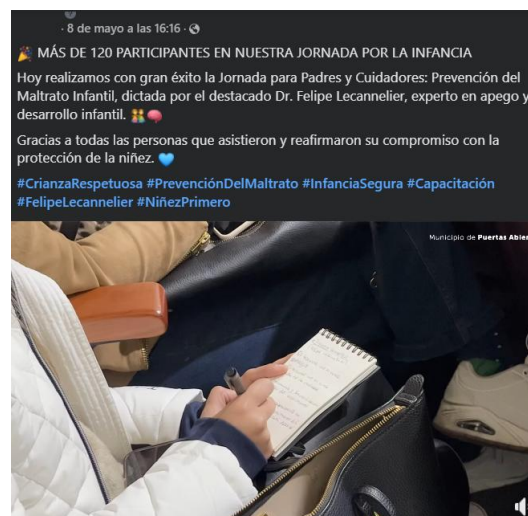 · 8 de mayo a las 16:16 ·
🎉 MÁS DE 120 PARTICIPANTES EN NUESTRA JORNADA POR LA INFANCIA
Hoy realizamos con gran éxito la Jornada para Padres y Cuidadores: Prevención del
Maltrato Infantil, dictada por el destacado Dr. Felipe Lecannelier, experto en apego y
desarrollo infantil. 👫🧠
Gracias a todas las personas que asistieron y reafirmaron su compromiso con la
protección de la niñez. 🩵
#CrianzaRespetuosa #PrevenciónDelMaltrato #InfanciaSegura #Capacitación
#FelipeLecannelier #NiñezPrimero
Municipio de Puertas Abier